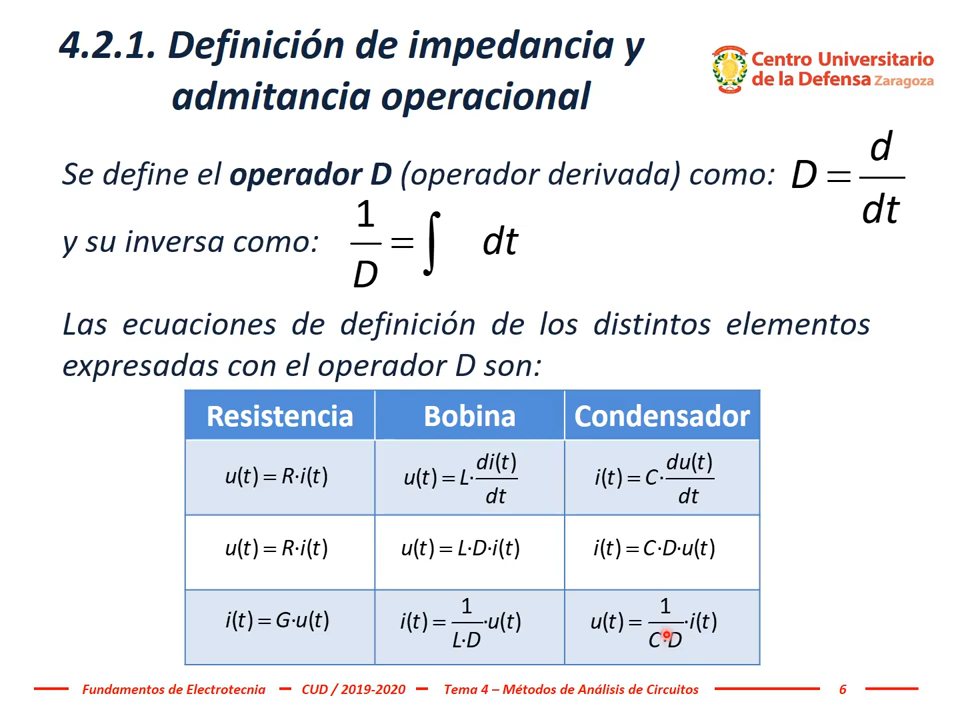 4.2.1. Definición de impedancia y
admitancia operacional
Centro Universitario
de la Defensa Zaragoza
Se define el operador D (operador derivada) como: D = d/dt
y su inversa como: 1/D = ∫ dt
Las ecuaciones de definición de los distintos elementos
expresadas con el operador D son:
Resistencia Bobina Condensador
u(t) = R·i(t) u(t) = L·di(t)/dt i(t) = C·du(t)/dt
u(t) = R·i(t) u(t) = L·D·i(t) i(t) = C·D·u(t)
i(t) = G·u(t) i(t) = 1/L·D·u(t) u(t) = 1/C·D·i(t)
Fundamentos de Electrotecnia CUD / 2019-2020 Tema 4 – Métodos de Análisis de Circuitos 6